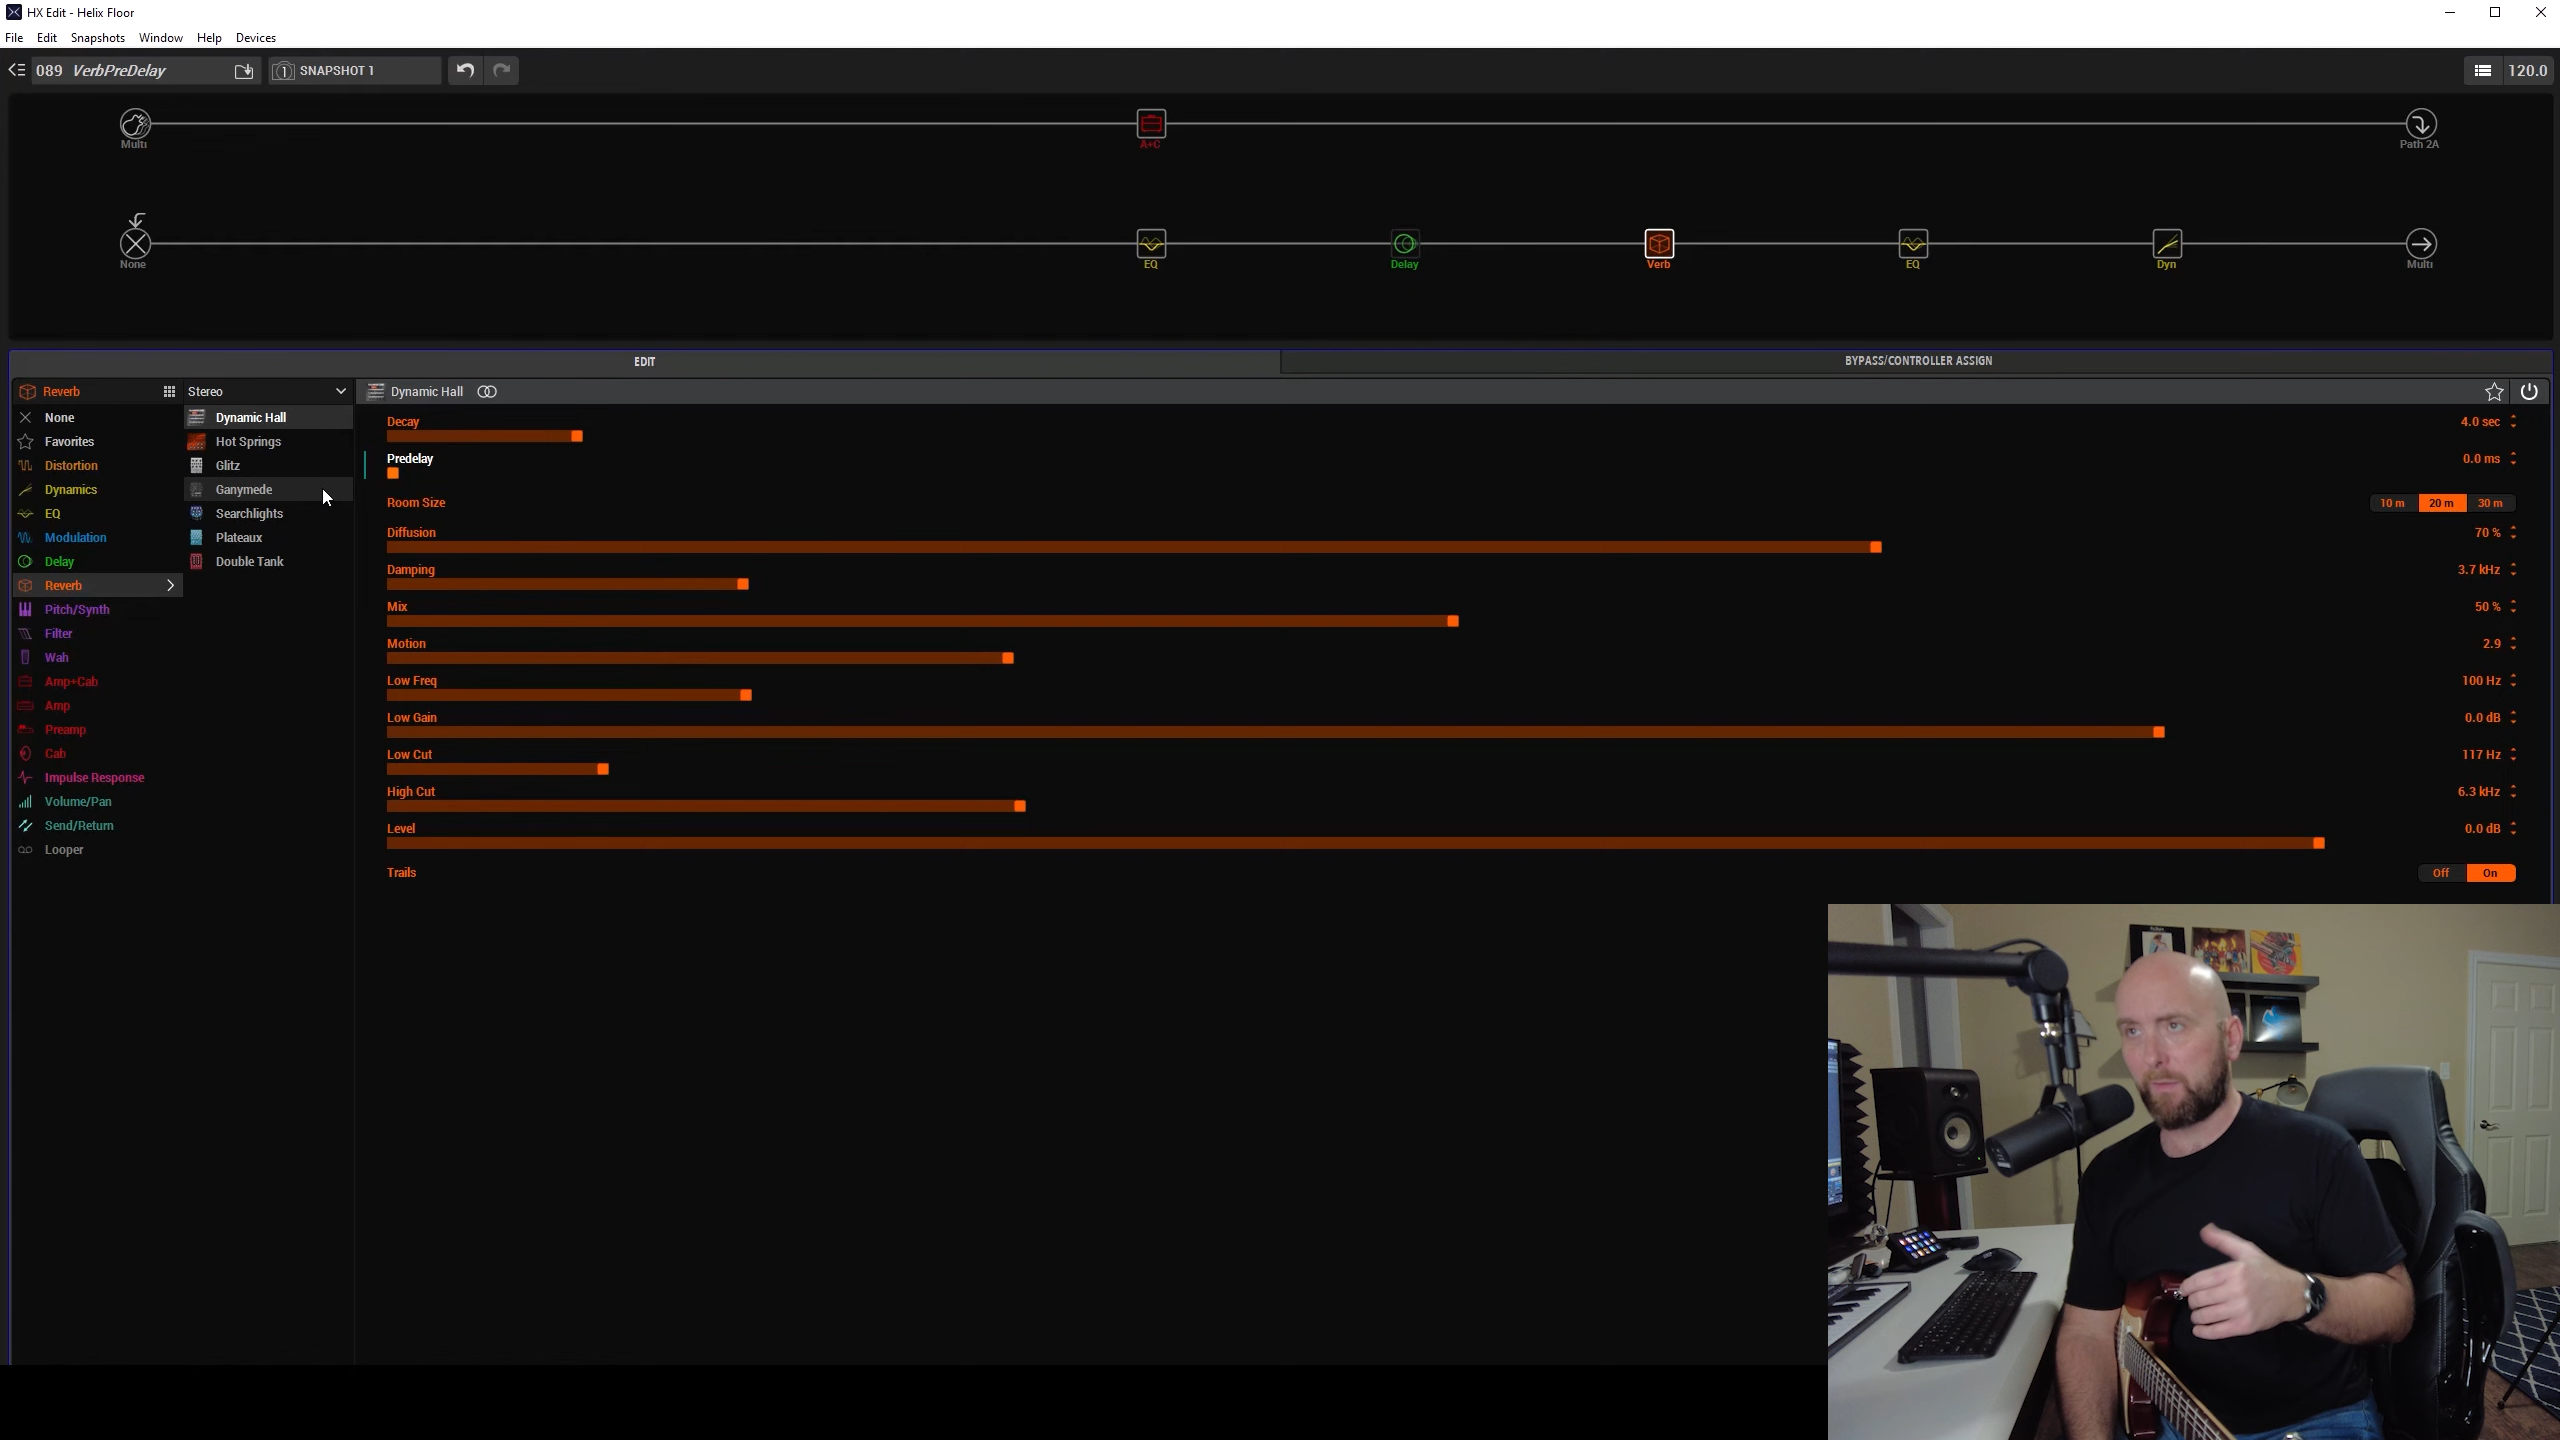 HX Edit - Helix Floor
File Edit Snapshots Window Help Devices
089 VerbPreDelay 1 SNAPSHOT 1 120.0
Multi A+C Path 2A
None EQ Delay Verb EQ Dyn Multi
EDIT BYPASS/CONTROLLER ASSIGN
Reverb Stereo Dynamic Hall
None
Favorites
Distortion
Dynamics
EQ
Modulation
Delay
Reverb
Pitch/Synth
Filter
Wah
Amp+Cab
Amp
Preamp
Cab
Impulse Response
Volume/Pan
Send/Return
Looper
Dynamic Hall
Hot Springs
Glitz
Ganymede
Searchlights
Plateaux
Double Tank
Decay 4.0 sec
Predelay 0.0 ms
Room Size 10 m 20 m 30 m
Diffusion 70 %
Damping 3.7 kHz
Mix 50 %
Motion 2.9
Low Freq 100 Hz
Low Gain 0.0 dB
Low Cut 117 Hz
High Cut 6.3 kHz
Level 0.0 dB
Trails Off On